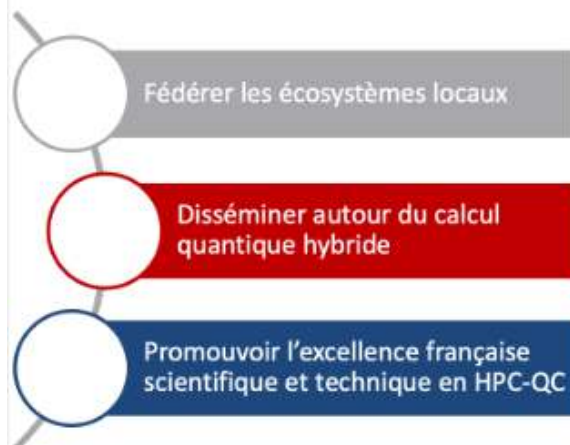 Fédérer les écosystèmes locaux
Disséminer autour du calcul
quantique hybride
Promouvoir l’excellence française
scientifique et technique en HPC-QC